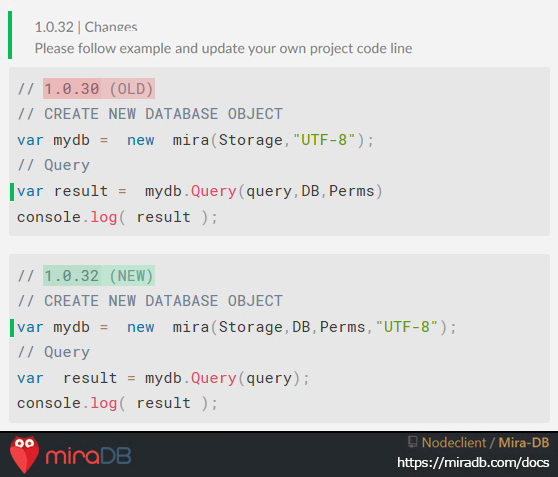 1.0.32 | Changes
Please follow example and update your own project code line
// 1.0.30 (OLD)
// CREATE NEW DATABASE OBJECT
var mydb = new mira(Storage,"UTF-8");
// Query
var result = mydb.Query(query,DB,Perms)
console.log( result );
// 1.0.32 (NEW)
// CREATE NEW DATABASE OBJECT
var mydb = new mira(Storage,DB,Perms,"UTF-8");
// Query
var result = mydb.Query(query);
console.log( result );
miraDB
Nodeclient / Mira-DB
https://miradb.com/docs